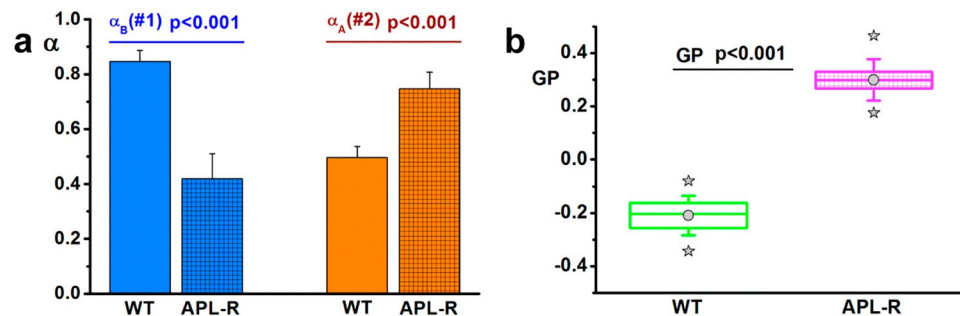 a
α
α_B(#1) p<0.001
α_A(#2) p<0.001
1.0
0.8
0.6
0.4
0.2
0.0
WT
APL-R
WT
APL-R
b
GP
GP p<0.001
0.4
0.2
0.0
-0.2
-0.4
WT
APL-R